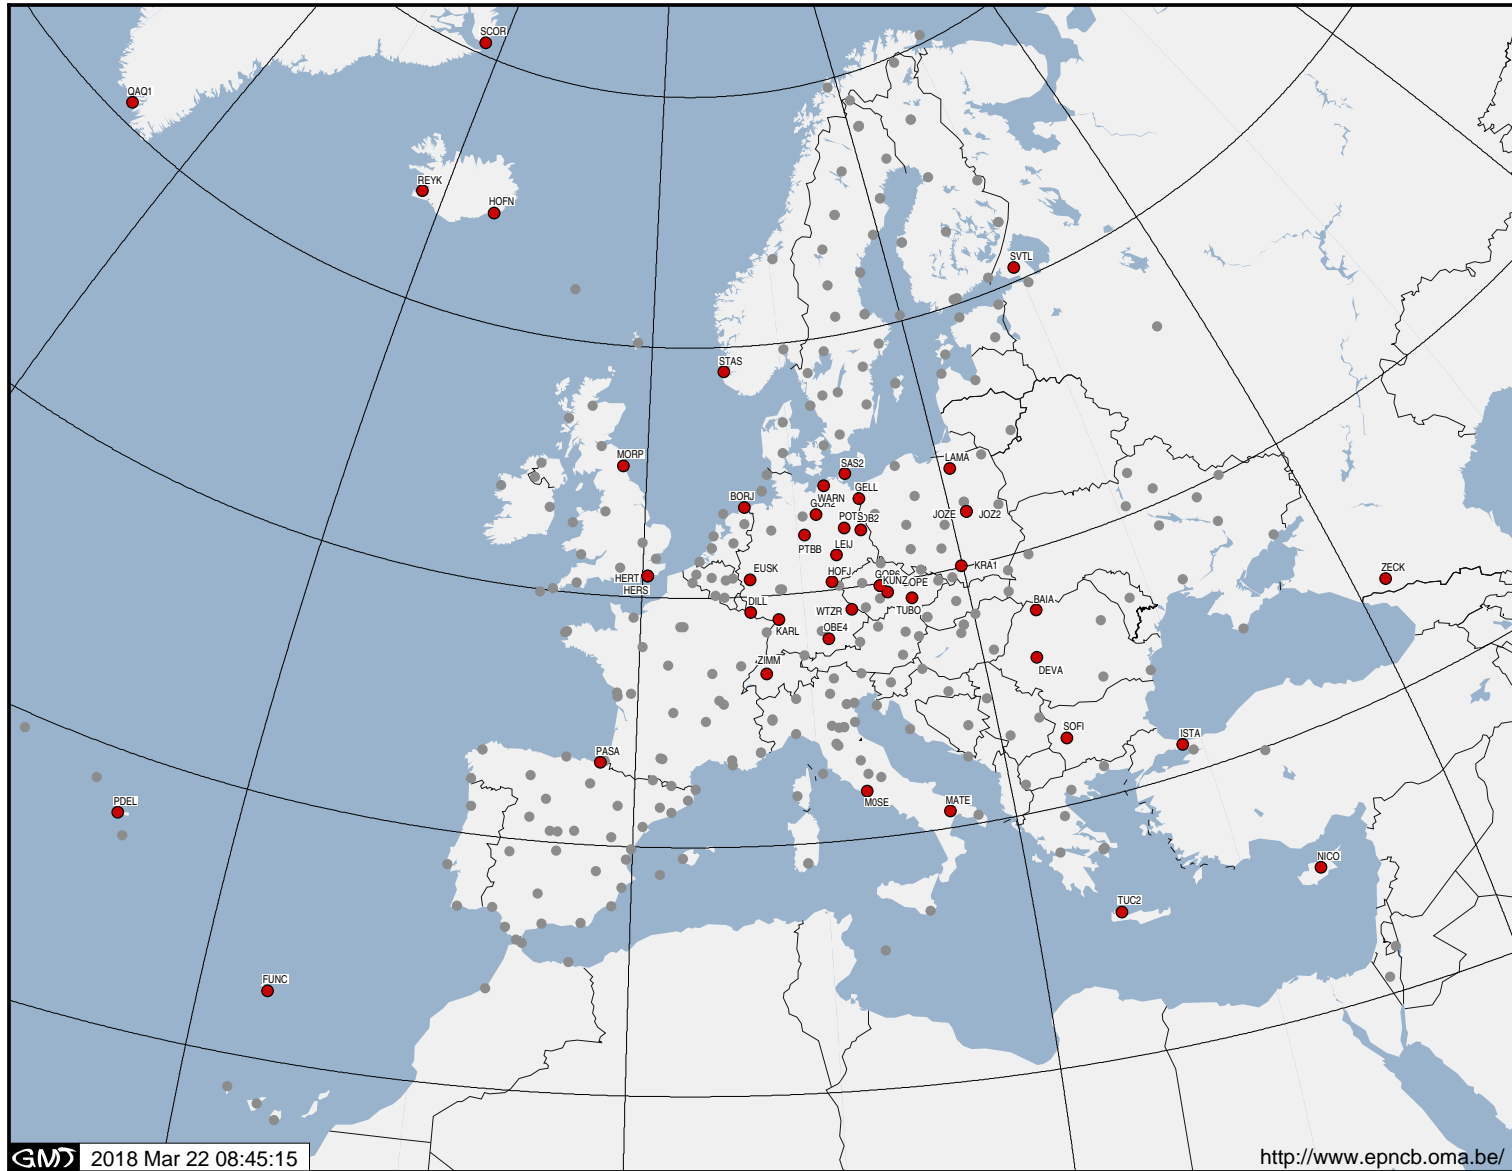 SCOR
QAQ1
REYK
HOFN
SVTL
STAS
MORP
LAMA
SAS2
BORJ
WARN
GELL
JOZE
JOZ2
POTS
PTBB
LEIJ
KRA1
EUSK
HOFJ
HERT
HERS
ZECK
KUNZ
DILL
WTZR
TUBO
BAIA
KARL
OBE4
ZIMM
DEVA
SOFI
ISTA
PASA
PDEL
M0SE
MATE
NICO
TUC2
FUNC
GMT 2018 Mar 22 08:45:15
http://www.epncb.oma.be/